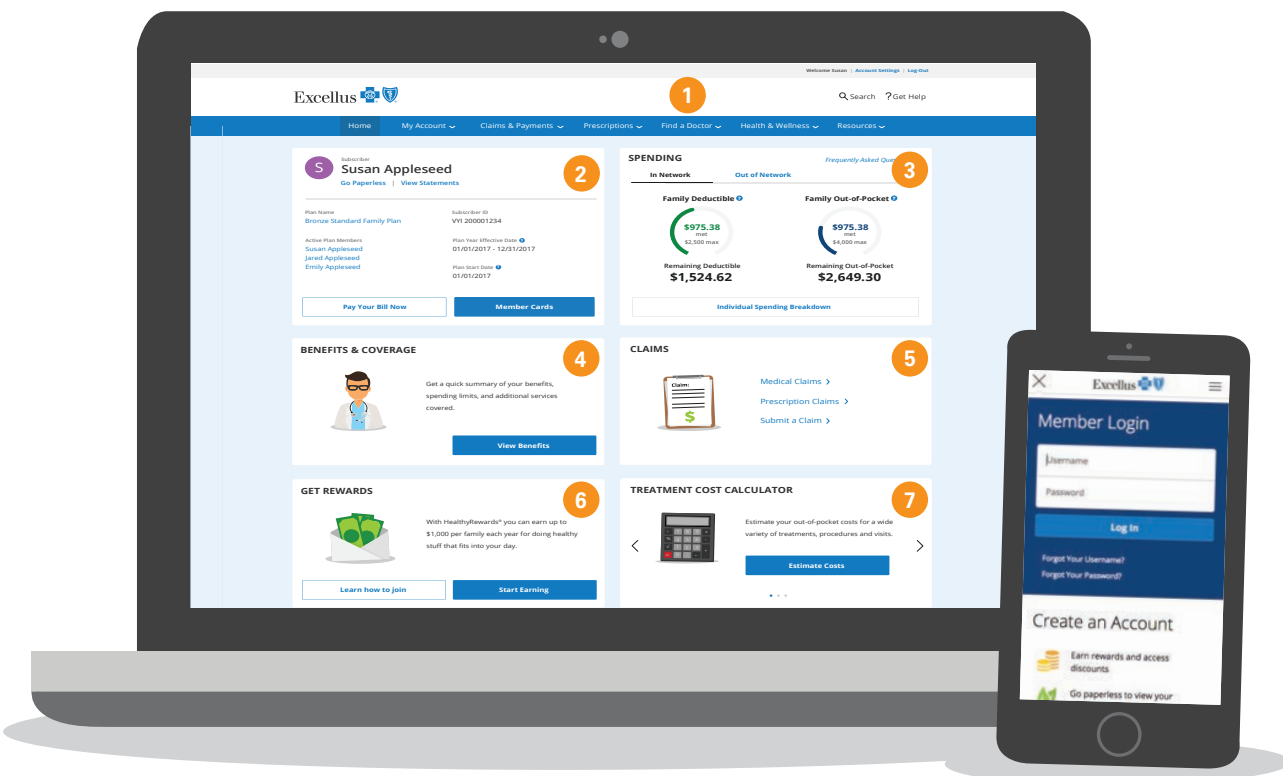 Welcome Susan | Account Settings | Log-Out
Excellus
1
Search ? Get Help
Home My Account Claims & Payments Prescriptions Find a Doctor Health & Wellness Resources
S
Subscriber
Susan Appleseed
Go Paperless | View Statements
2
Plan Name
Bronze Standard Family Plan
Subscriber ID
VYI 200001234
Active Plan Members
Susan Appleseed
Jared Appleseed
Emily Appleseed
Plan Year Effective Date ?
01/01/2017 - 12/31/2017
Plan Start Date ?
01/01/2017
Pay Your Bill Now
Member Cards
SPENDING
Frequently Asked
3
In Network
Out of Network
Family Deductible ?
$975.38
met
$2,500 max
Remaining Deductible
$1,524.62
Family Out-of-Pocket ?
$975.38
met
$4,000 max
Remaining Out-of-Pocket
$2,649.30
Individual Spending Breakdown
BENEFITS & COVERAGE
4
Get a quick summary of your benefits,
spending limits, and additional services
covered.
View Benefits
CLAIMS
5
Claim:
$
Medical Claims >
Prescription Claims >
Submit a Claim >
GET REWARDS
6
With HealthyRewards® you can earn up to
$1,000 per family each year for doing healthy
stuff that fits into your day.
Learn how to join
Start Earning
TREATMENT COST CALCULATOR
7
Estimate your out-of-pocket costs for a wide
variety of treatments, procedures and visits.
Estimate Costs
Excellus
Member Login
Username
Password
Log In
Forgot Your Username?
Forgot Your Password?
Create an Account
Earn rewards and access
discounts
Go paperless to view your